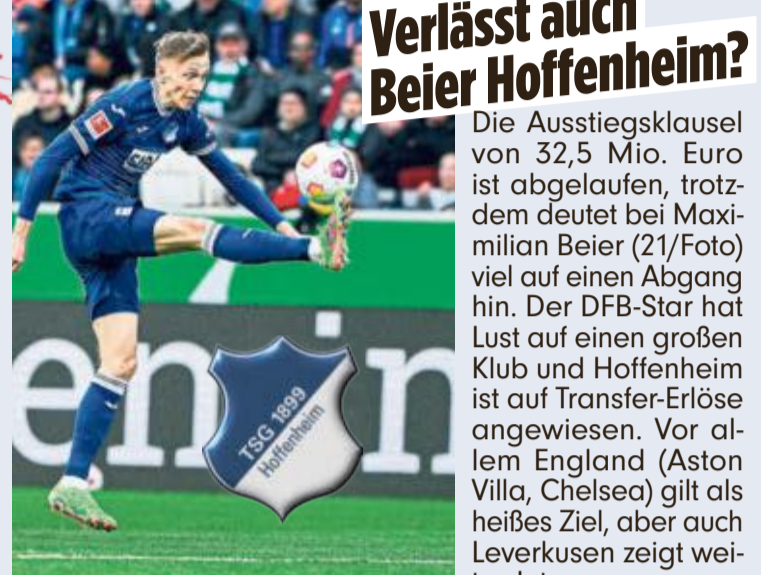 Verlässt auch
Beier Hoffenheim?
Die Ausstiegsklausel
von 32,5 Mio. Euro
ist abgelaufen, trotz-
dem deutet bei Maxi-
milian Beier (21/Foto)
viel auf einen Abgang
hin. Der DFB-Star hat
Lust auf einen großen
Klub und Hoffenheim
ist auf Transfer-Erlöse
angewiesen. Vor al-
lem England (Aston
Villa, Chelsea) gilt als
heißes Ziel, aber auch
Leverkusen zeigt wei-
TSG 1899
Hoffenheim